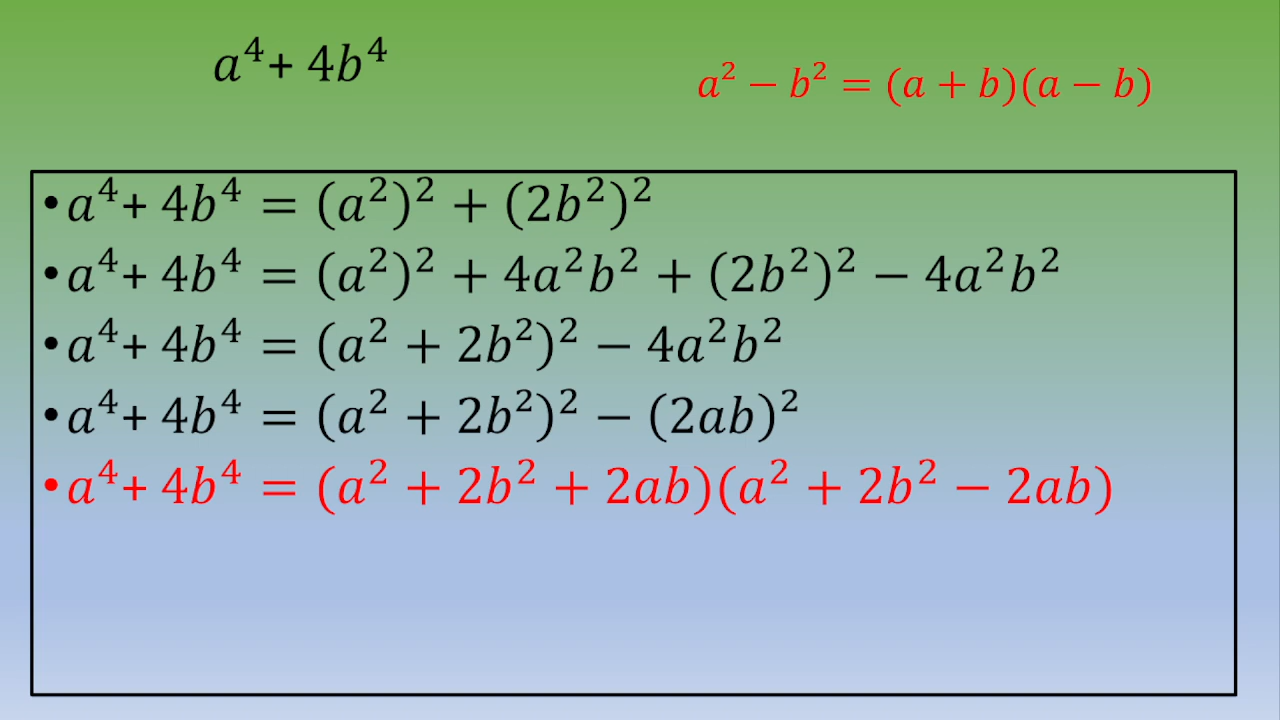 a⁴+ 4b⁴
a² − b² = (a + b)(a − b)
•a⁴+ 4b⁴ = (a²)² + (2b²)²
•a⁴+ 4b⁴ = (a²)² + 4a²b² + (2b²)² − 4a²b²
•a⁴+ 4b⁴ = (a² + 2b²)² − 4a²b²
•a⁴+ 4b⁴ = (a² + 2b²)² − (2ab)²
•a⁴+ 4b⁴ = (a² + 2b² + 2ab)(a² + 2b² − 2ab)